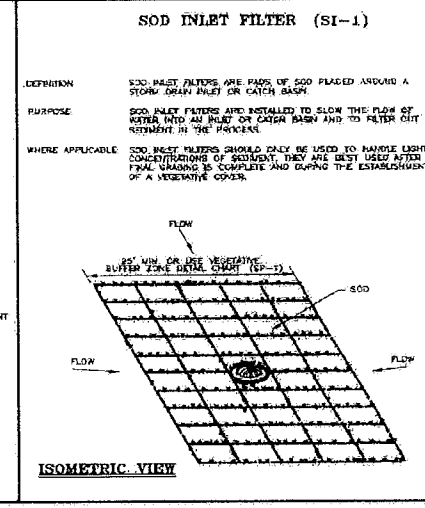 SOD INLET FILTER (SI-1)
DEFINITION SOD INLET FILTERS ARE PADS OF SOD PLACED AROUND A
STORM DRAIN INLET OR CATCH BASIN.
PURPOSE SOD INLET FILTERS ARE INSTALLED TO SLOW THE FLOW OF
WATER INTO AN INLET OR CATCH BASIN AND TO FILTER OUT
SEDIMENT IN THE PROCESS.
WHERE APPLICABLE SOD INLET FILTERS SHOULD ONLY BE USED TO HANDLE LIGHT
CONCENTRATIONS OF SEDIMENT. THEY ARE BEST USED AFTER
FINAL GRADING IS COMPLETE AND DURING THE ESTABLISHMENT
OF A VEGETATIVE COVER.
FLOW
25' MIN. OR USE VEGETATIVE
BUFFER ZONE DETAIL CHART
SOD
NT
FLOW
FLOW
ISOMETRIC VIEW